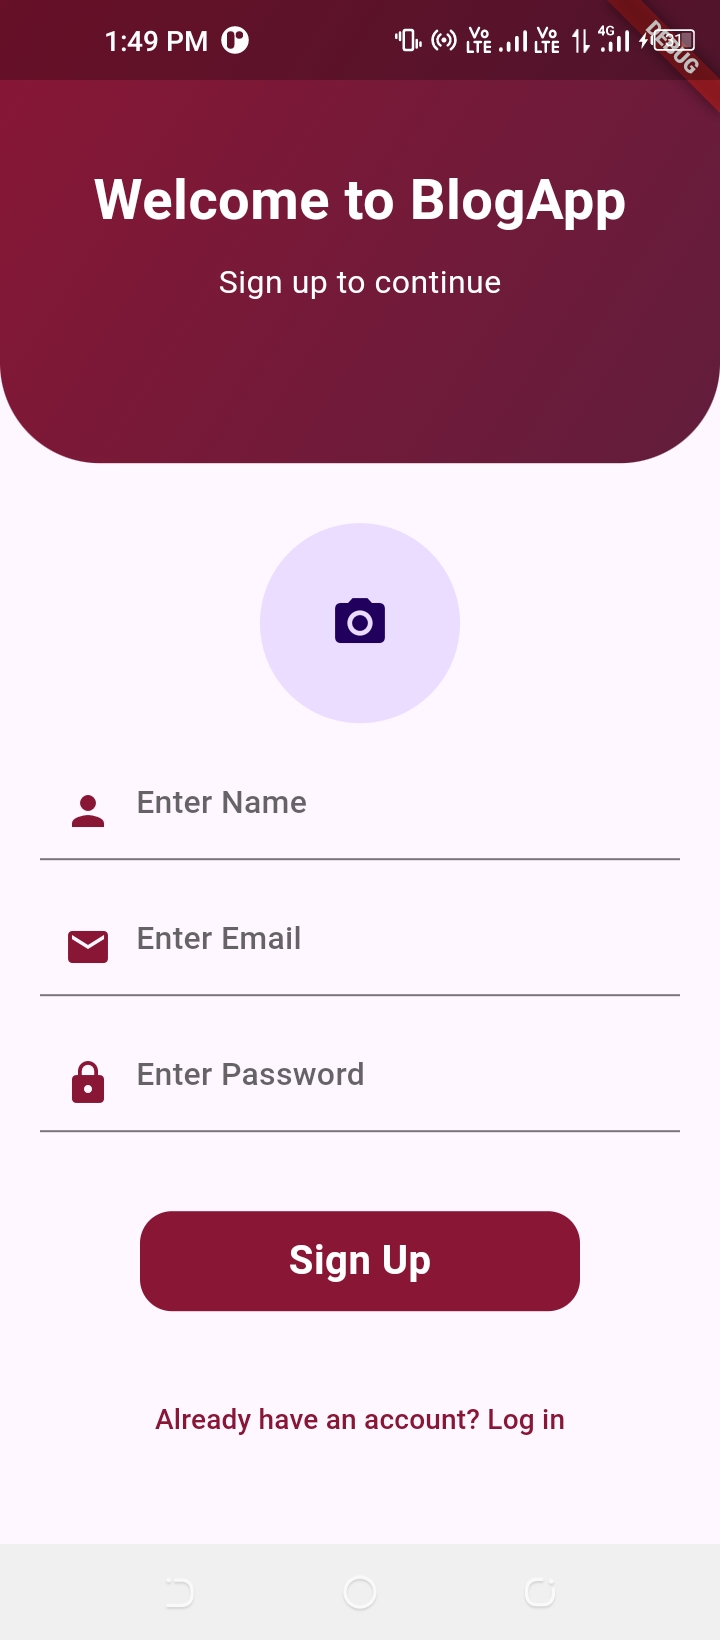 1:49 PM
Vo LTE
Vo LTE
4G
31
DEBUG
Welcome to BlogApp
Sign up to continue
Enter Name
Enter Email
Enter Password
Sign Up
Already have an account? Log in